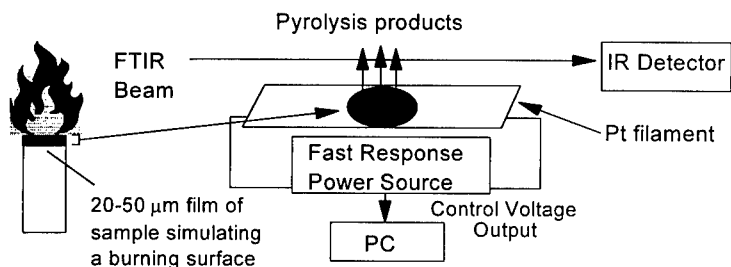 Pyrolysis products
FTIR
Beam
IR Detector
Pt filament
Fast Response
Power Source
Control Voltage
Output
PC
20-50 μm film of
sample simulating
a burning surface